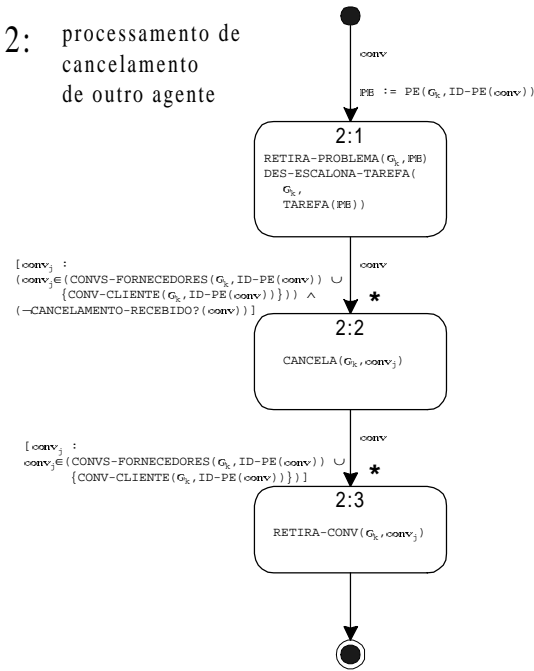 2: processamento de
cancelamento
de outro agente
conv
PE := PE(Gk,ID-PE(conv))
2:1
RETIRA-PROBLEMA(Gk,PE)
DES-ESCALONA-TAREFA(
Gk,
TAREFA(PE))
[convj :
(convj∈(CONVS-FORNECEDORES(Gk,ID-PE(conv)) ∪
{CONV-CLIENTE(Gk,ID-PE(conv))})) ∧
(¬CANCELAMENTO-RECEBIDO?(conv))]
conv
*
2:2
CANCELA(Gk,convj)
[convj :
convj∈(CONVS-FORNECEDORES(Gk,ID-PE(conv)) ∪
{CONV-CLIENTE(Gk,ID-PE(conv))})]
conv
*
2:3
RETIRA-CONV(Gk,convj)